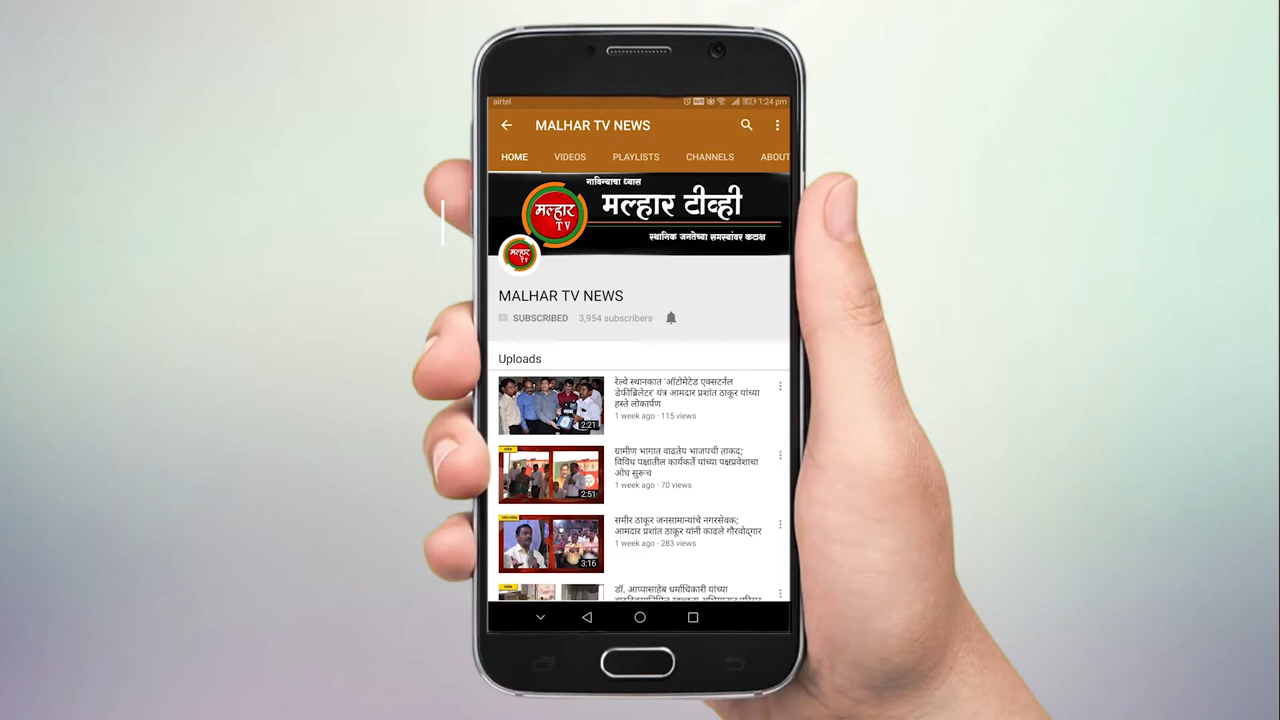 airtel
1:24 pm
MALHAR TV NEWS
HOME VIDEOS PLAYLISTS CHANNELS ABOUT
नाविन्याचा ध्यास
मल्हार टीव्ही
स्थानिक जनतेच्या समस्यांवर कटाक्ष
मल्हार
TV
मल्हार
TV
MALHAR TV NEWS
SUBSCRIBED 3,954 subscribers
Uploads
रेल्वे स्थानकात 'ऑटोमेटेड एक्सटर्नल
डेफीब्रिलेटर' यंत्र आमदार प्रशांत ठाकूर यांच्या
हस्ते लोकार्पण
1 week ago · 115 views
2:21
ग्रामीण भागात वाढतेय भाजपची ताकद;
विविध पक्षातील कार्यकर्ते यांच्या पक्षप्रवेशाचा
ओघ सुरूच
1 week ago · 70 views
2:51
समीर ठाकूर जनसामान्यांचे नगरसेवक;
आमदार प्रशांत ठाकूर यांनी काढले गौरवोद्गार
1 week ago · 283 views
3:16
डॉ. आप्पासाहेब धर्माधिकारी यांच्या